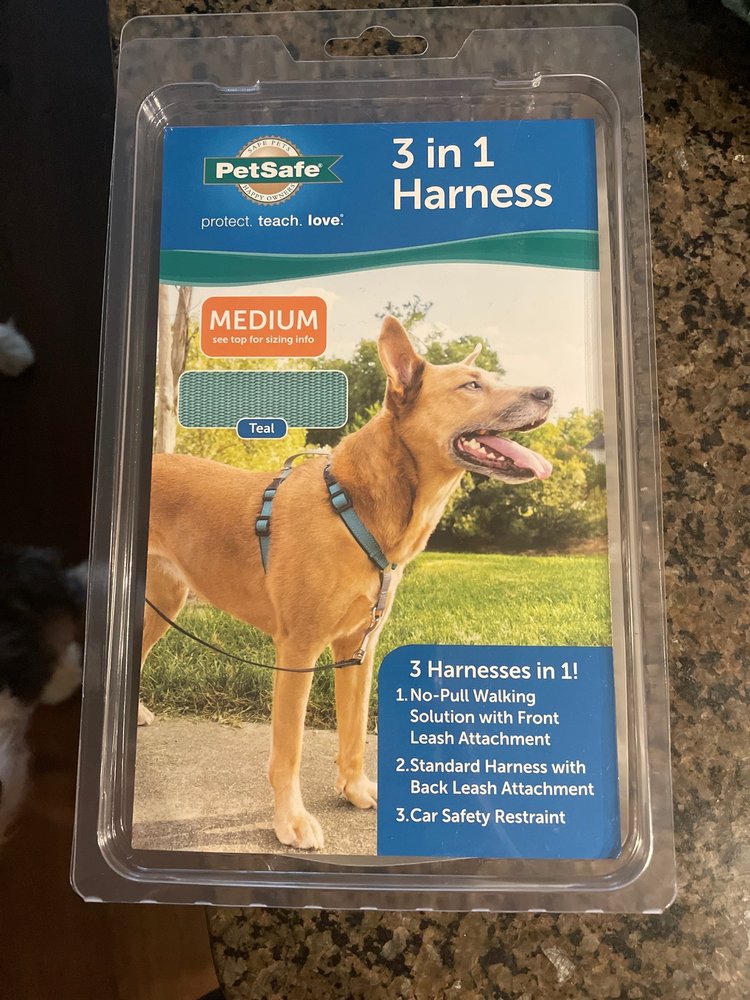 SAFE PETS
PetSafe®
HAPPY OWNERS
protect. teach. love.®
3 in 1
Harness
MEDIUM
see top for sizing info
Teal
3 Harnesses in 1!
1. No-Pull Walking
Solution with Front
Leash Attachment
2. Standard Harness with
Back Leash Attachment
3. Car Safety Restraint